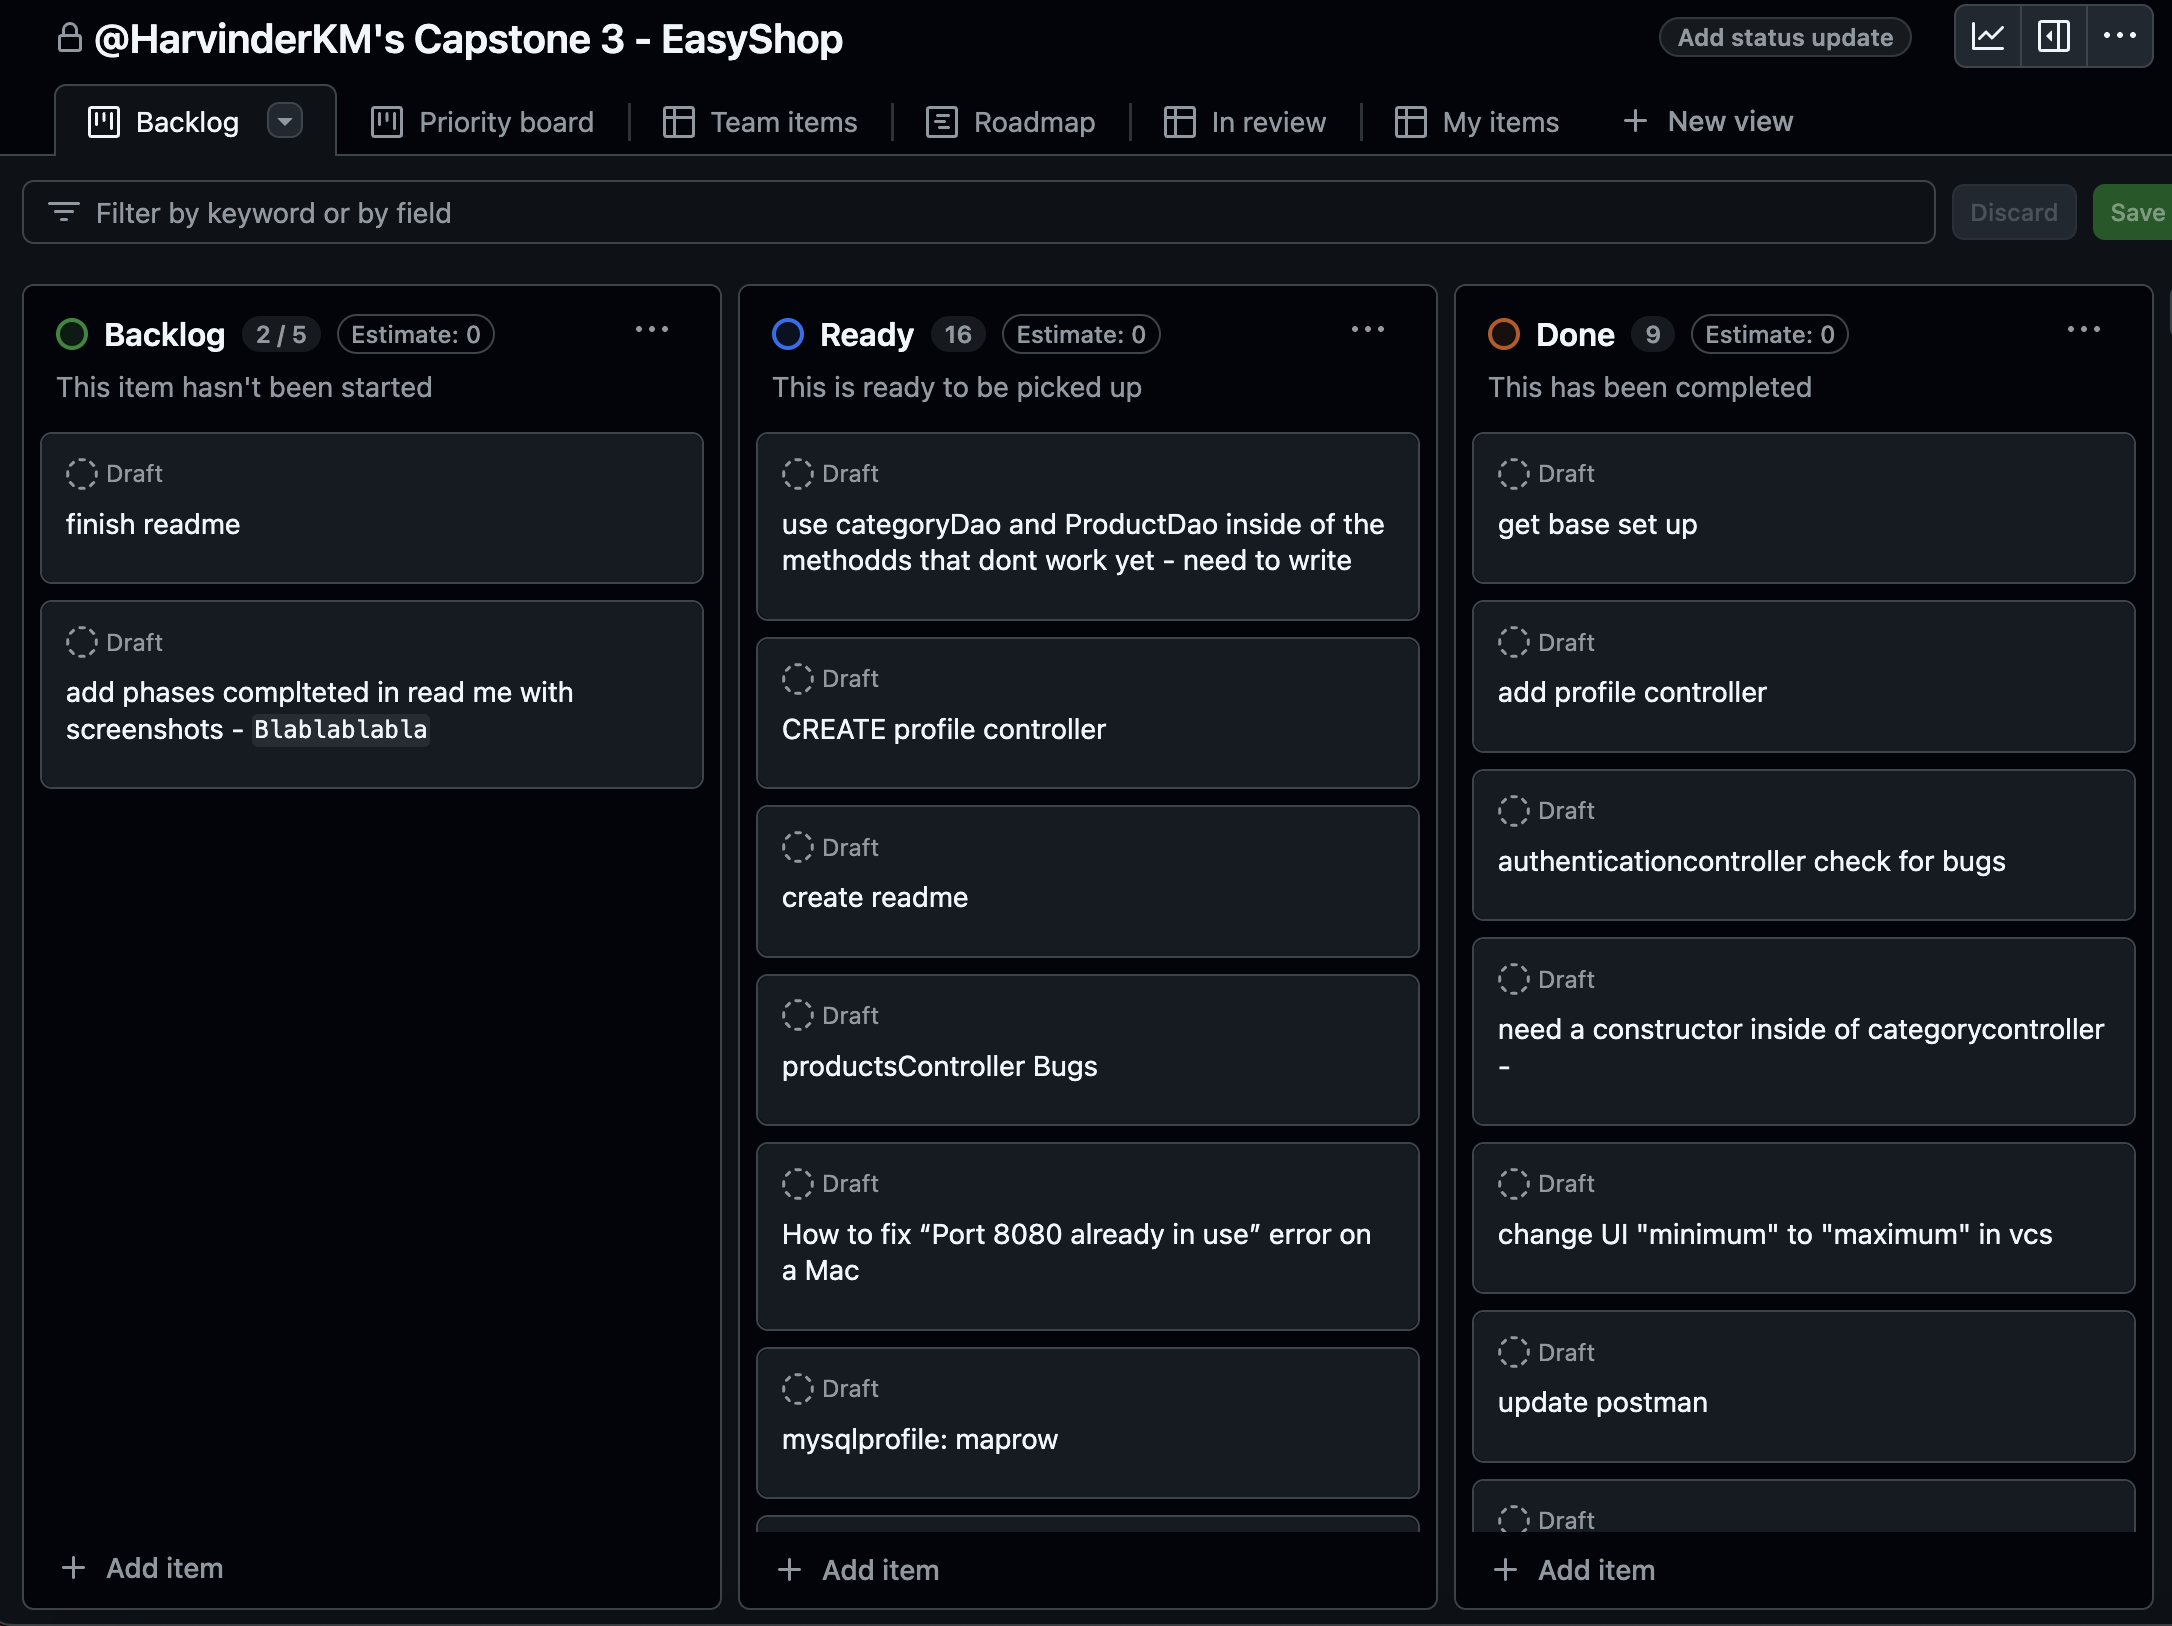 @HarvinderKM's Capstone 3 - EasyShop
Add status update
Backlog
Priority board
Team items
Roadmap
In review
My items
New view
Filter by keyword or by field
Discard
Save
Backlog 2 / 5 Estimate: 0
This item hasn't been started
Draft
finish readme
Draft
add phases complteted in read me with
screenshots - Blablablabla
Add item
Ready 16 Estimate: 0
This is ready to be picked up
Draft
use categoryDao and ProductDao inside of the
methodds that dont work yet - need to write
Draft
CREATE profile controller
Draft
create readme
Draft
productsController Bugs
Draft
How to fix “Port 8080 already in use” error on
a Mac
Draft
mysqlprofile: maprow
Add item
Done 9 Estimate: 0
This has been completed
Draft
get base set up
Draft
add profile controller
Draft
authenticationcontroller check for bugs
Draft
need a constructor inside of categorycontroller
-
Draft
change UI "minimum" to "maximum" in vcs
Draft
update postman
Draft
Add item